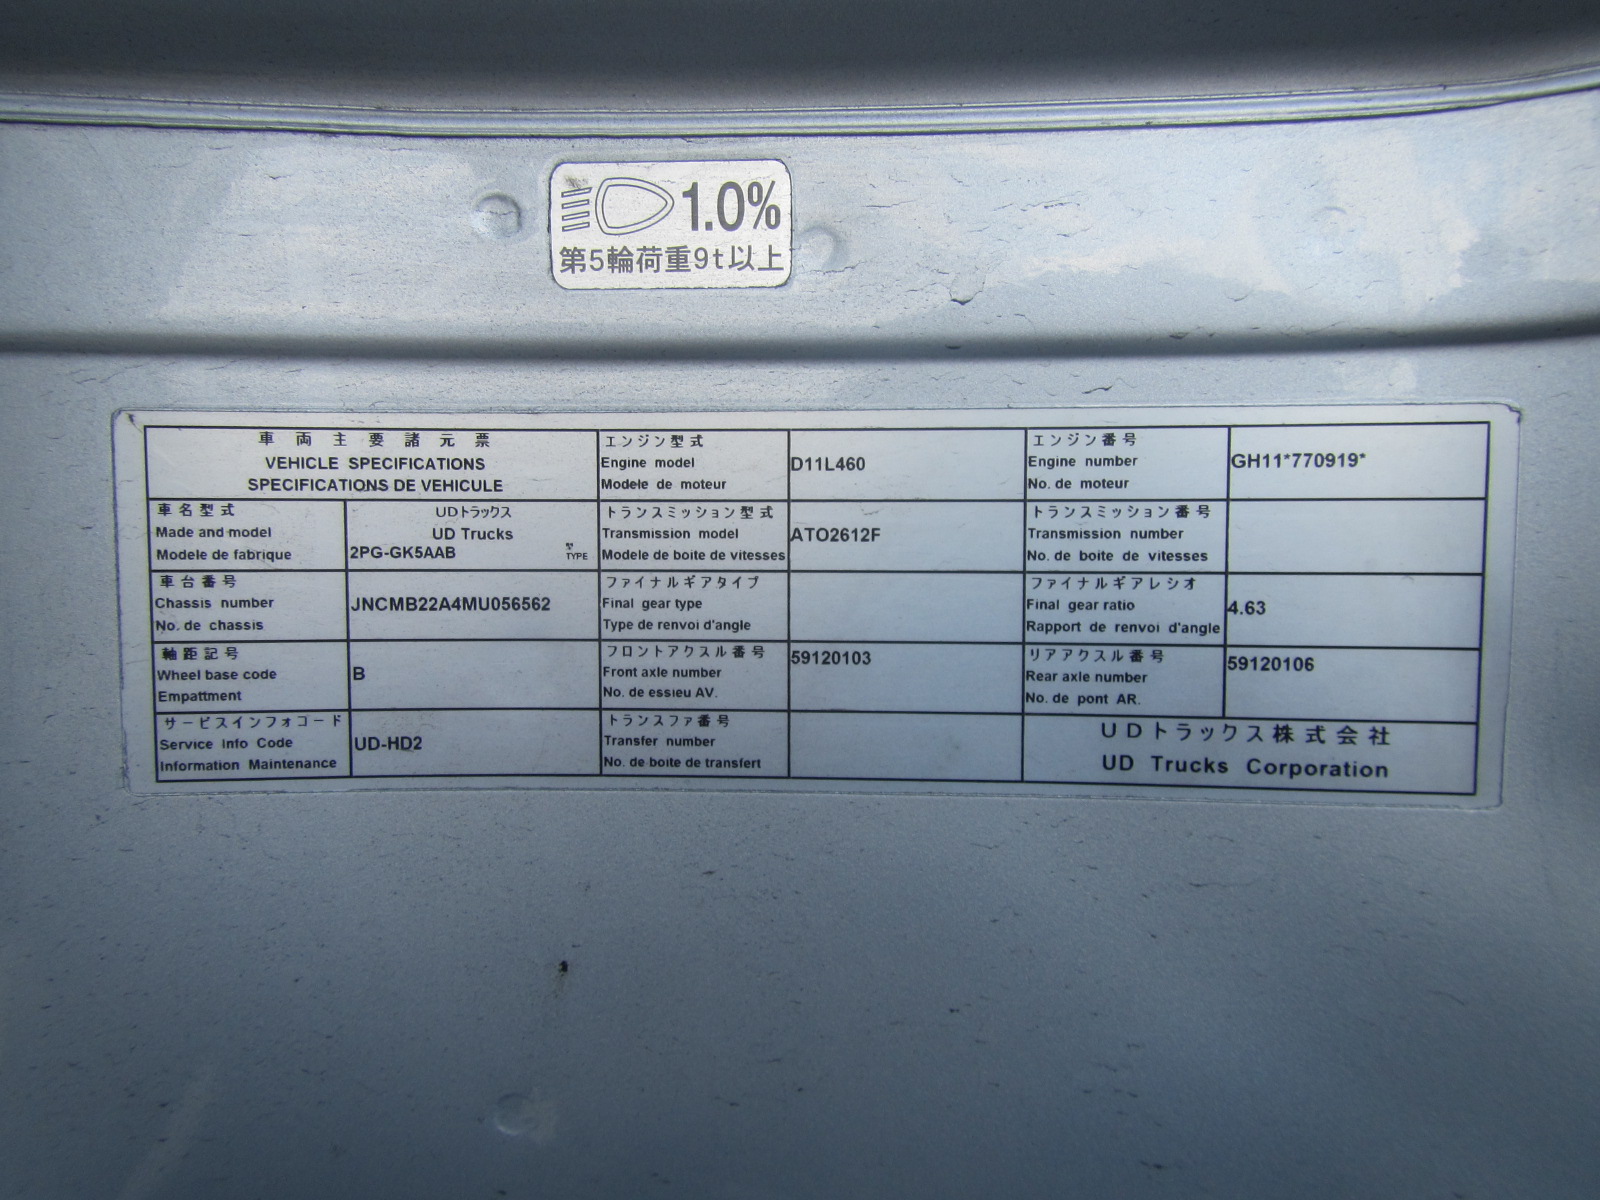 1.0%
第5輪荷重9t以上
車両主要諸元票
VEHICLE SPECIFICATIONS
SPECIFICATIONS DE VEHICULE
エンジン型式
Engine model
Modele de moteur
D11L460
エンジン番号
Engine number
No. de moteur
GH11*770919*
車名型式
Made and model
Modele de fabrique
UDトラックス
UD Trucks
2PG-GK5AAB
型
TYPE
トランスミッション型式
Transmission model
Modele de boite de vitesses
ATO2612F
トランスミッション番号
Transmission number
No. de boite de vitesses
車台番号
Chassis number
No. de chassis
JNCMB22A4MU056562
ファイナルギアタイプ
Final gear type
Type de renvoi d'angle
ファイナルギアレシオ
Final gear ratio
Rapport de renvoi d'angle
4.63
軸距記号
Wheel base code
Empattment
B
フロントアクスル番号
Front axle number
No. de essieu AV.
59120103
リアアクスル番号
Rear axle number
No. de pont AR.
59120106
サービスインフォコード
Service Info Code
Information Maintenance
UD-HD2
トランスファ番号
Transfer number
No. de boite de transfert
UDトラックス株式会社
UD Trucks Corporation